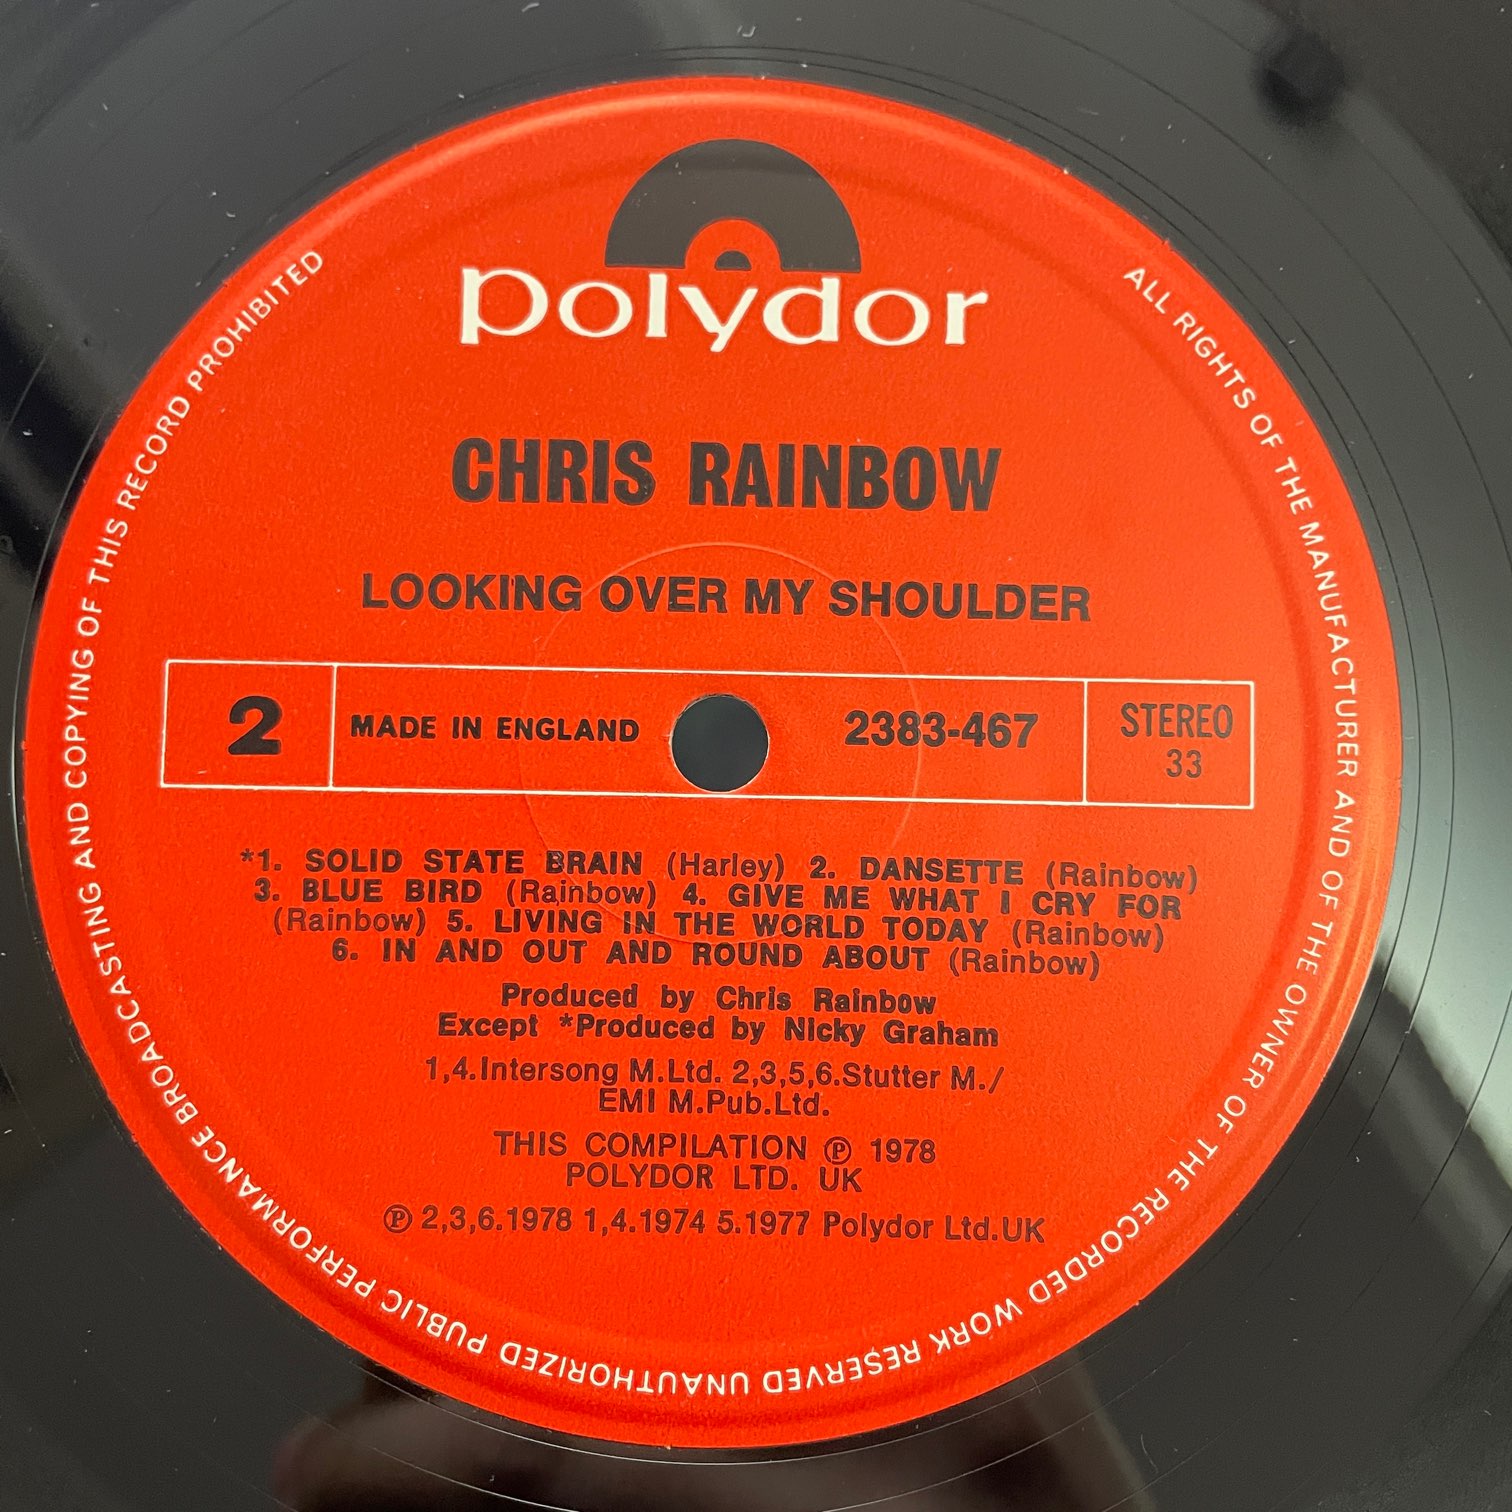 polydor
CHRIS RAINBOW
LOOKING OVER MY SHOULDER
2
MADE IN ENGLAND
2383-467
STEREO
33
*1. SOLID STATE BRAIN (Harley) 2. DANSETTE (Rainbow)
3. BLUE BIRD (Rainbow) 4. GIVE ME WHAT I CRY FOR
(Rainbow) 5. LIVING IN THE WORLD TODAY (Rainbow)
6. IN AND OUT AND ROUND ABOUT (Rainbow)
Produced by Chris Rainbow
Except *Produced by Nicky Graham
1,4.Intersong M.Ltd. 2,3,5,6.Stutter M./
EMI M.Pub.Ltd.
THIS COMPILATION ℗ 1978
POLYDOR LTD. UK
℗ 2,3,6.1978 1,4.1974 5.1977 Polydor Ltd.UK
ALL RIGHTS OF THE MANUFACTURER AND OF THE OWNER OF THE RECORDED WORK RESERVED UNAUTHORIZED PUBLIC PERFORMANCE BROADCASTING AND COPYING OF THIS RECORD PROHIBITED